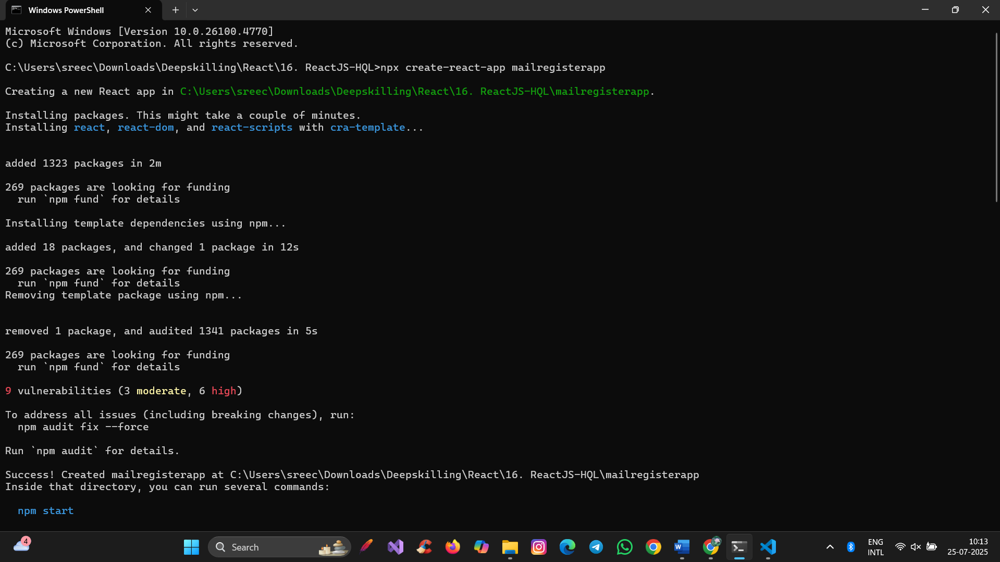 Windows PowerShell
Microsoft Windows [Version 10.0.26100.4770]
(c) Microsoft Corporation. All rights reserved.
C:\Users\sreec\Downloads\Deepskilling\React\16. ReactJS-HQL>npx create-react-app mailregisterapp
Creating a new React app in C:\Users\sreec\Downloads\Deepskilling\React\16. ReactJS-HQL\mailregisterapp.
Installing packages. This might take a couple of minutes.
Installing react, react-dom, and react-scripts with cra-template...
added 1323 packages in 2m
269 packages are looking for funding
  run `npm fund` for details
Installing template dependencies using npm...
added 18 packages, and changed 1 package in 12s
269 packages are looking for funding
  run `npm fund` for details
Removing template package using npm...
removed 1 package, and audited 1341 packages in 5s
269 packages are looking for funding
  run `npm fund` for details
9 vulnerabilities (3 moderate, 6 high)
To address all issues (including breaking changes), run:
  npm audit fix --force
Run `npm audit` for details.
Success! Created mailregisterapp at C:\Users\sreec\Downloads\Deepskilling\React\16. ReactJS-HQL\mailregisterapp
Inside that directory, you can run several commands:
  npm start
4
Search
W
ENG
INTL
10:13
25-07-2025